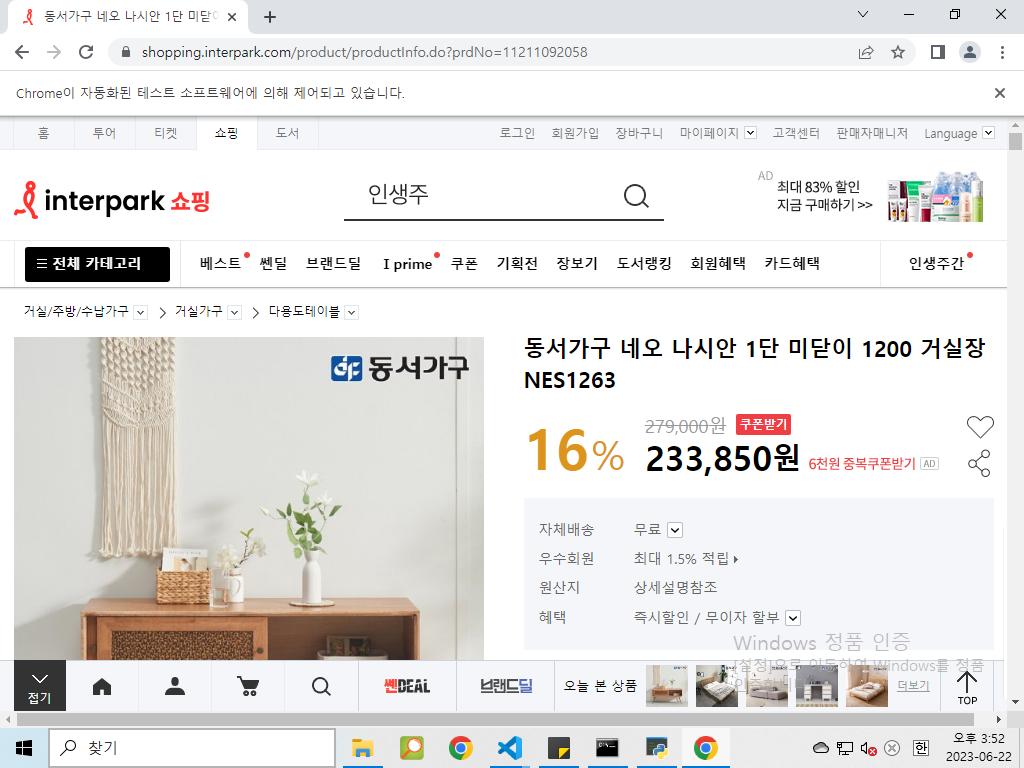 동서가구 네오 나시안 1단 미닫이
shopping.interpark.com/product/productInfo.do?prdNo=11211092058
Chrome이 자동화된 테스트 소프트웨어에 의해 제어되고 있습니다.
홈 투어 티켓 쇼핑 도서 로그인 회원가입 장바구니 마이페이지 고객센터 판매자매니저 Language
interpark 쇼핑
인생주
AD
최대 83% 할인
지금 구매하기 >>
전체 카테고리 베스트 쎈딜 브랜드딜 I prime 쿠폰 기획전 장보기 도서랭킹 회원혜택 카드혜택 인생주간
거실/주방/수납가구 거실가구 다용도테이블
동서가구
동서가구 네오 나시안 1단 미닫이 1200 거실장
NES1263
16%
279,000원 쿠폰받기
233,850원 6천원 중복쿠폰받기 AD
자체배송 무료
우수회원 최대 1.5% 적립
원산지 상세설명참조
혜택 즉시할인 / 무이자 할부
Windows 정품 인증
[설정]으로 이동하여 Windows를 정품
접기
쎈DEAL
브랜드딜
오늘 본 상품
더보기
TOP
찾기
한
오후 3:52
2023-06-22